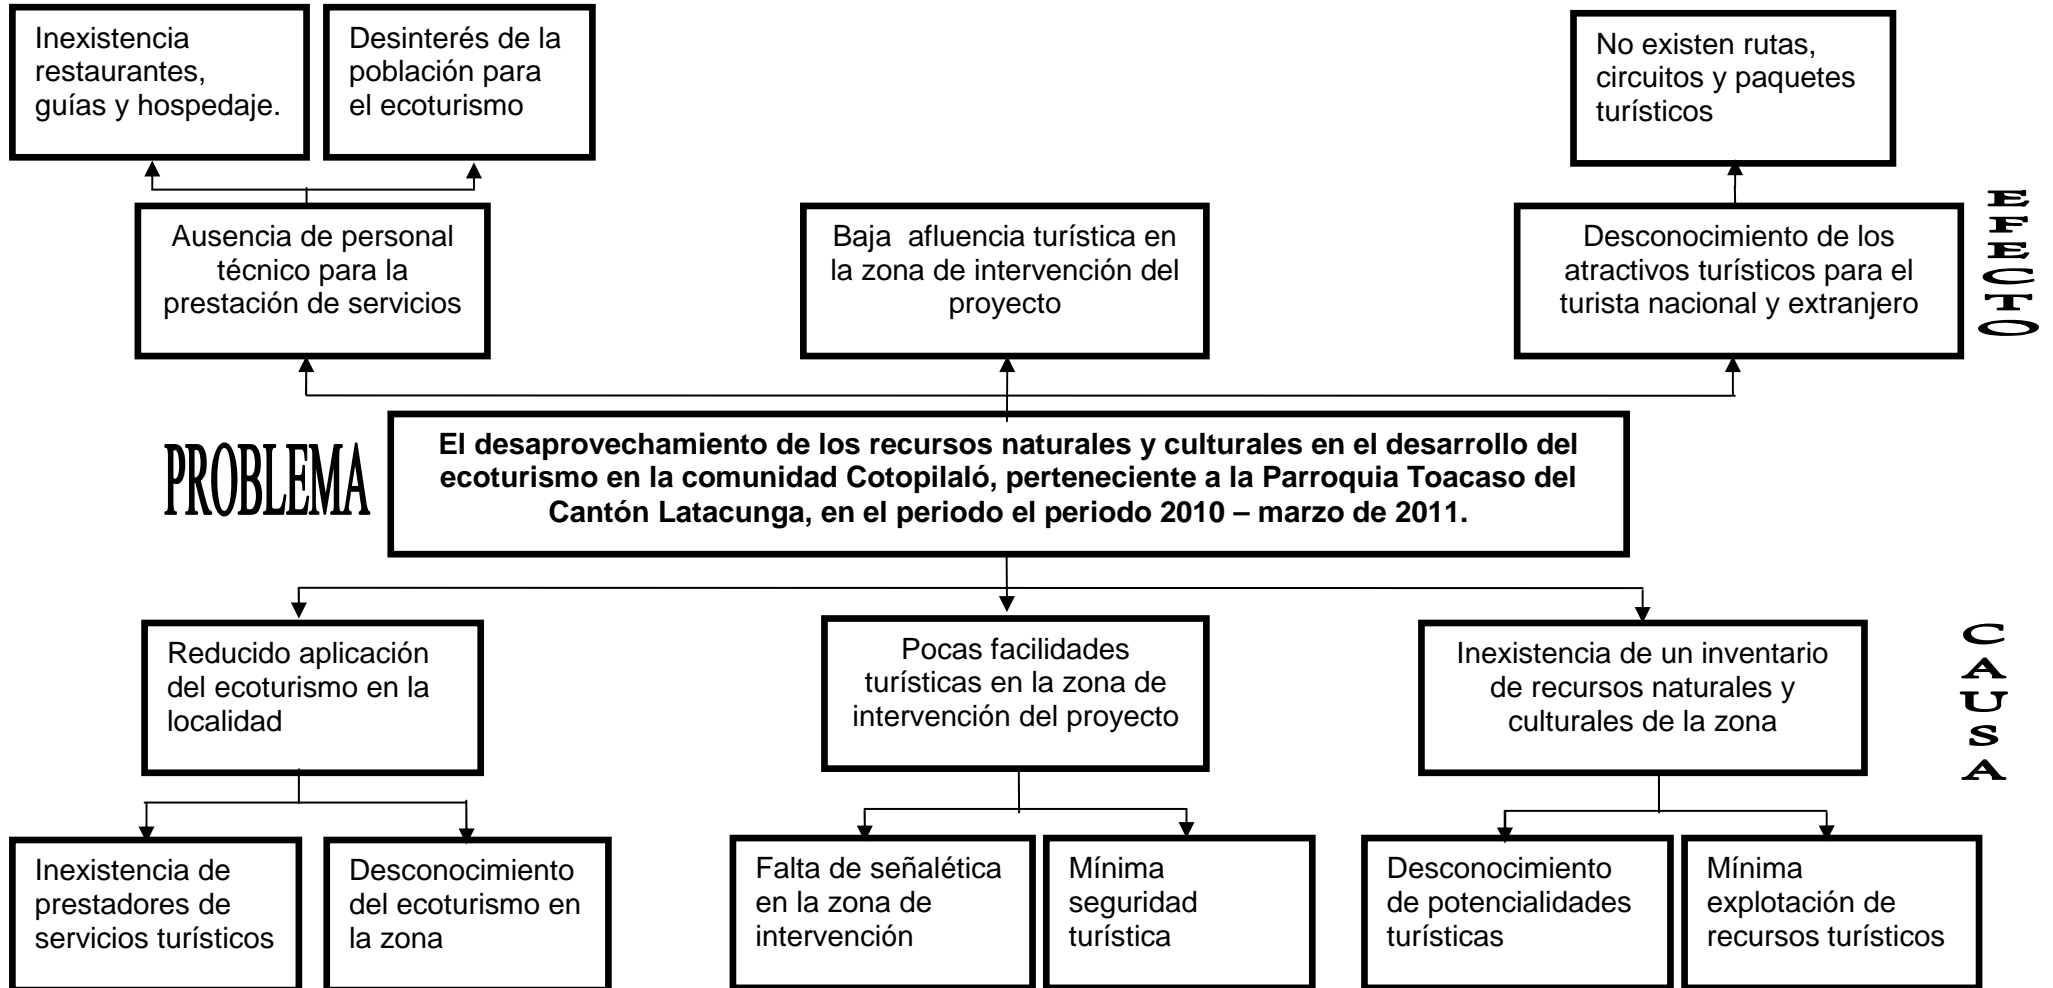 Inexistencia
restaurantes,
guías y hospedaje.
Desinterés de la
población para
el ecoturismo
No existen rutas,
circuitos y paquetes
turísticos
Ausencia de personal
técnico para la
prestación de servicios
Baja  afluencia turística en
la zona de intervención del
proyecto
Desconocimiento de los
atractivos turísticos para el
turista nacional y extranjero
EFECTO
PROBLEMA
El desaprovechamiento de los recursos naturales y culturales en el desarrollo del
ecoturismo en la comunidad Cotopilaló, perteneciente a la Parroquia Toacaso del
Cantón Latacunga, en el periodo el periodo 2010 – marzo de 2011.
Reducido aplicación
del ecoturismo en la
localidad
Pocas facilidades
turísticas en la zona de
intervención del proyecto
Inexistencia de un inventario
de recursos naturales y
culturales de la zona
CAUSA
Inexistencia de
prestadores de
servicios turísticos
Desconocimiento
del ecoturismo en
la zona
Falta de señalética
en la zona de
intervención
Mínima
seguridad
turística
Desconocimiento
de potencialidades
turísticas
Mínima
explotación de
recursos turísticos